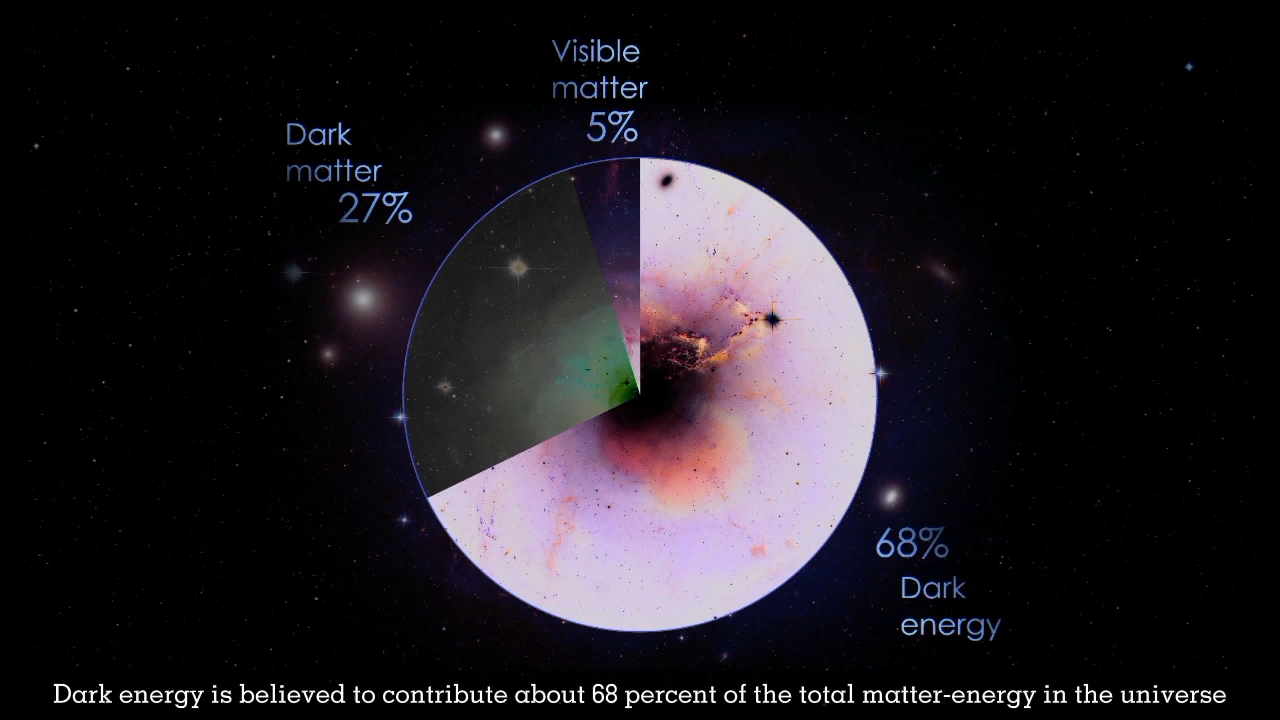 Visible
matter
5%
Dark
matter
27%
68%
Dark
energy
Dark energy is believed to contribute about 68 percent of the total matter-energy in the universe